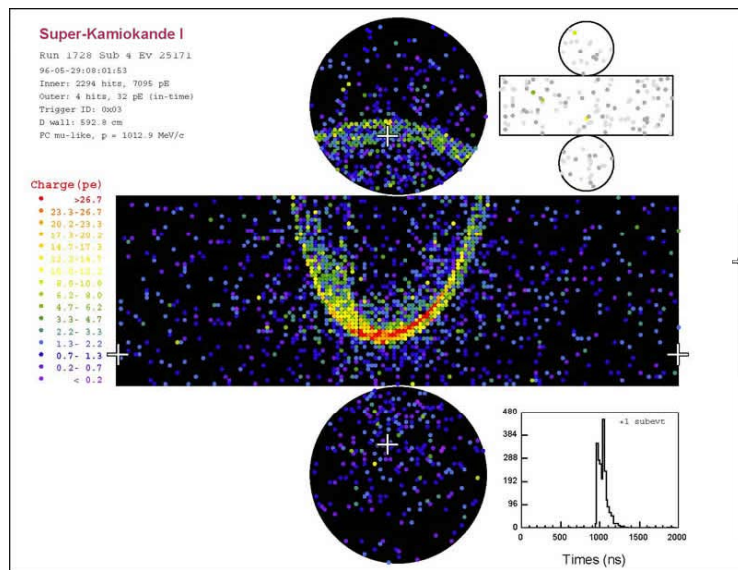 Super-Kamiokande I
Run 1728 Sub 4 Ev 25171
96-05-29:08:01:53
Inner: 2294 hits, 7095 pE
Outer: 4 hits, 32 pE (in-time)
Trigger ID: 0x03
D wall: 592.8 cm
FC mu-like, p = 1012.9 MeV/c
Charge(pe)
>26.7
23.3-26.7
20.2-23.3
17.3-20.2
14.7-17.3
12.2-14.7
10.0-12.2
8.0-10.0
6.2- 8.0
4.7- 6.2
3.3- 4.7
2.2- 3.3
1.3- 2.2
0.7- 1.3
0.2- 0.7
< 0.2
480
384
288
192
96
0
+1 subevt
0 500 1000 1500 2000
Times (ns)